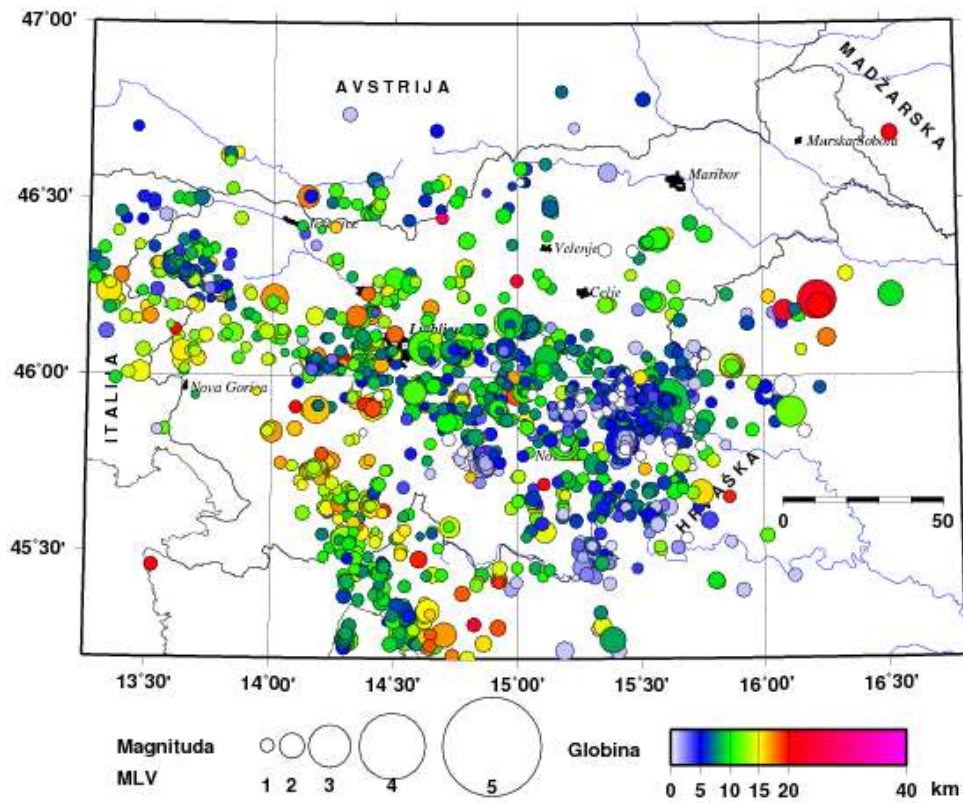 47°00'
AVSTRIJA
MADŽARSKA
Murska Sobota
46°30'
Maribor
Velenje
Celje
46°00'
ITALIJA
Nova Gorica
HRVAŠKA
0 50
45°30'
13°30' 14°00' 14°30' 15°00' 15°30' 16°00' 16°30'
Magnituda
MLV
1 2 3 4 5
Globina
0 5 10 15 20 40 km